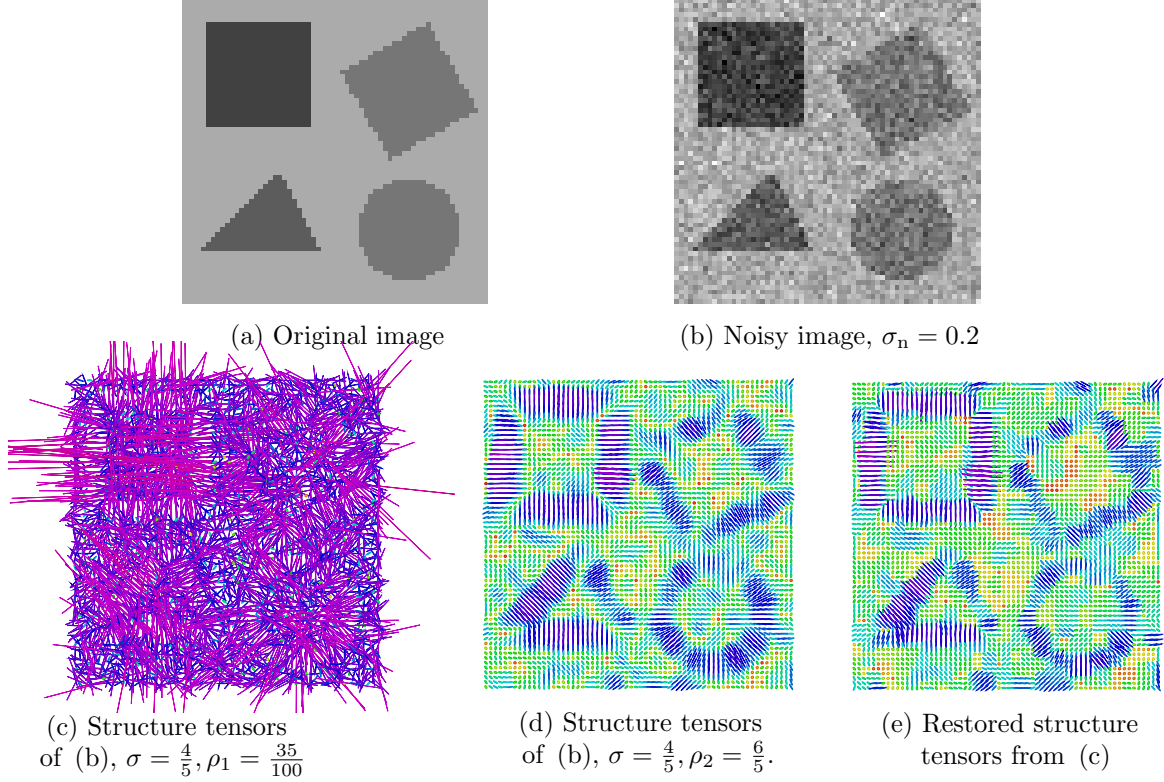 (a) Original image
(b) Noisy image, σₙ = 0.2
(c) Structure tensors
of (b), σ = 4/5, ρ₁ = 35/100
(d) Structure tensors
of (b), σ = 4/5, ρ₂ = 6/5.
(e) Restored structure
tensors from (c)